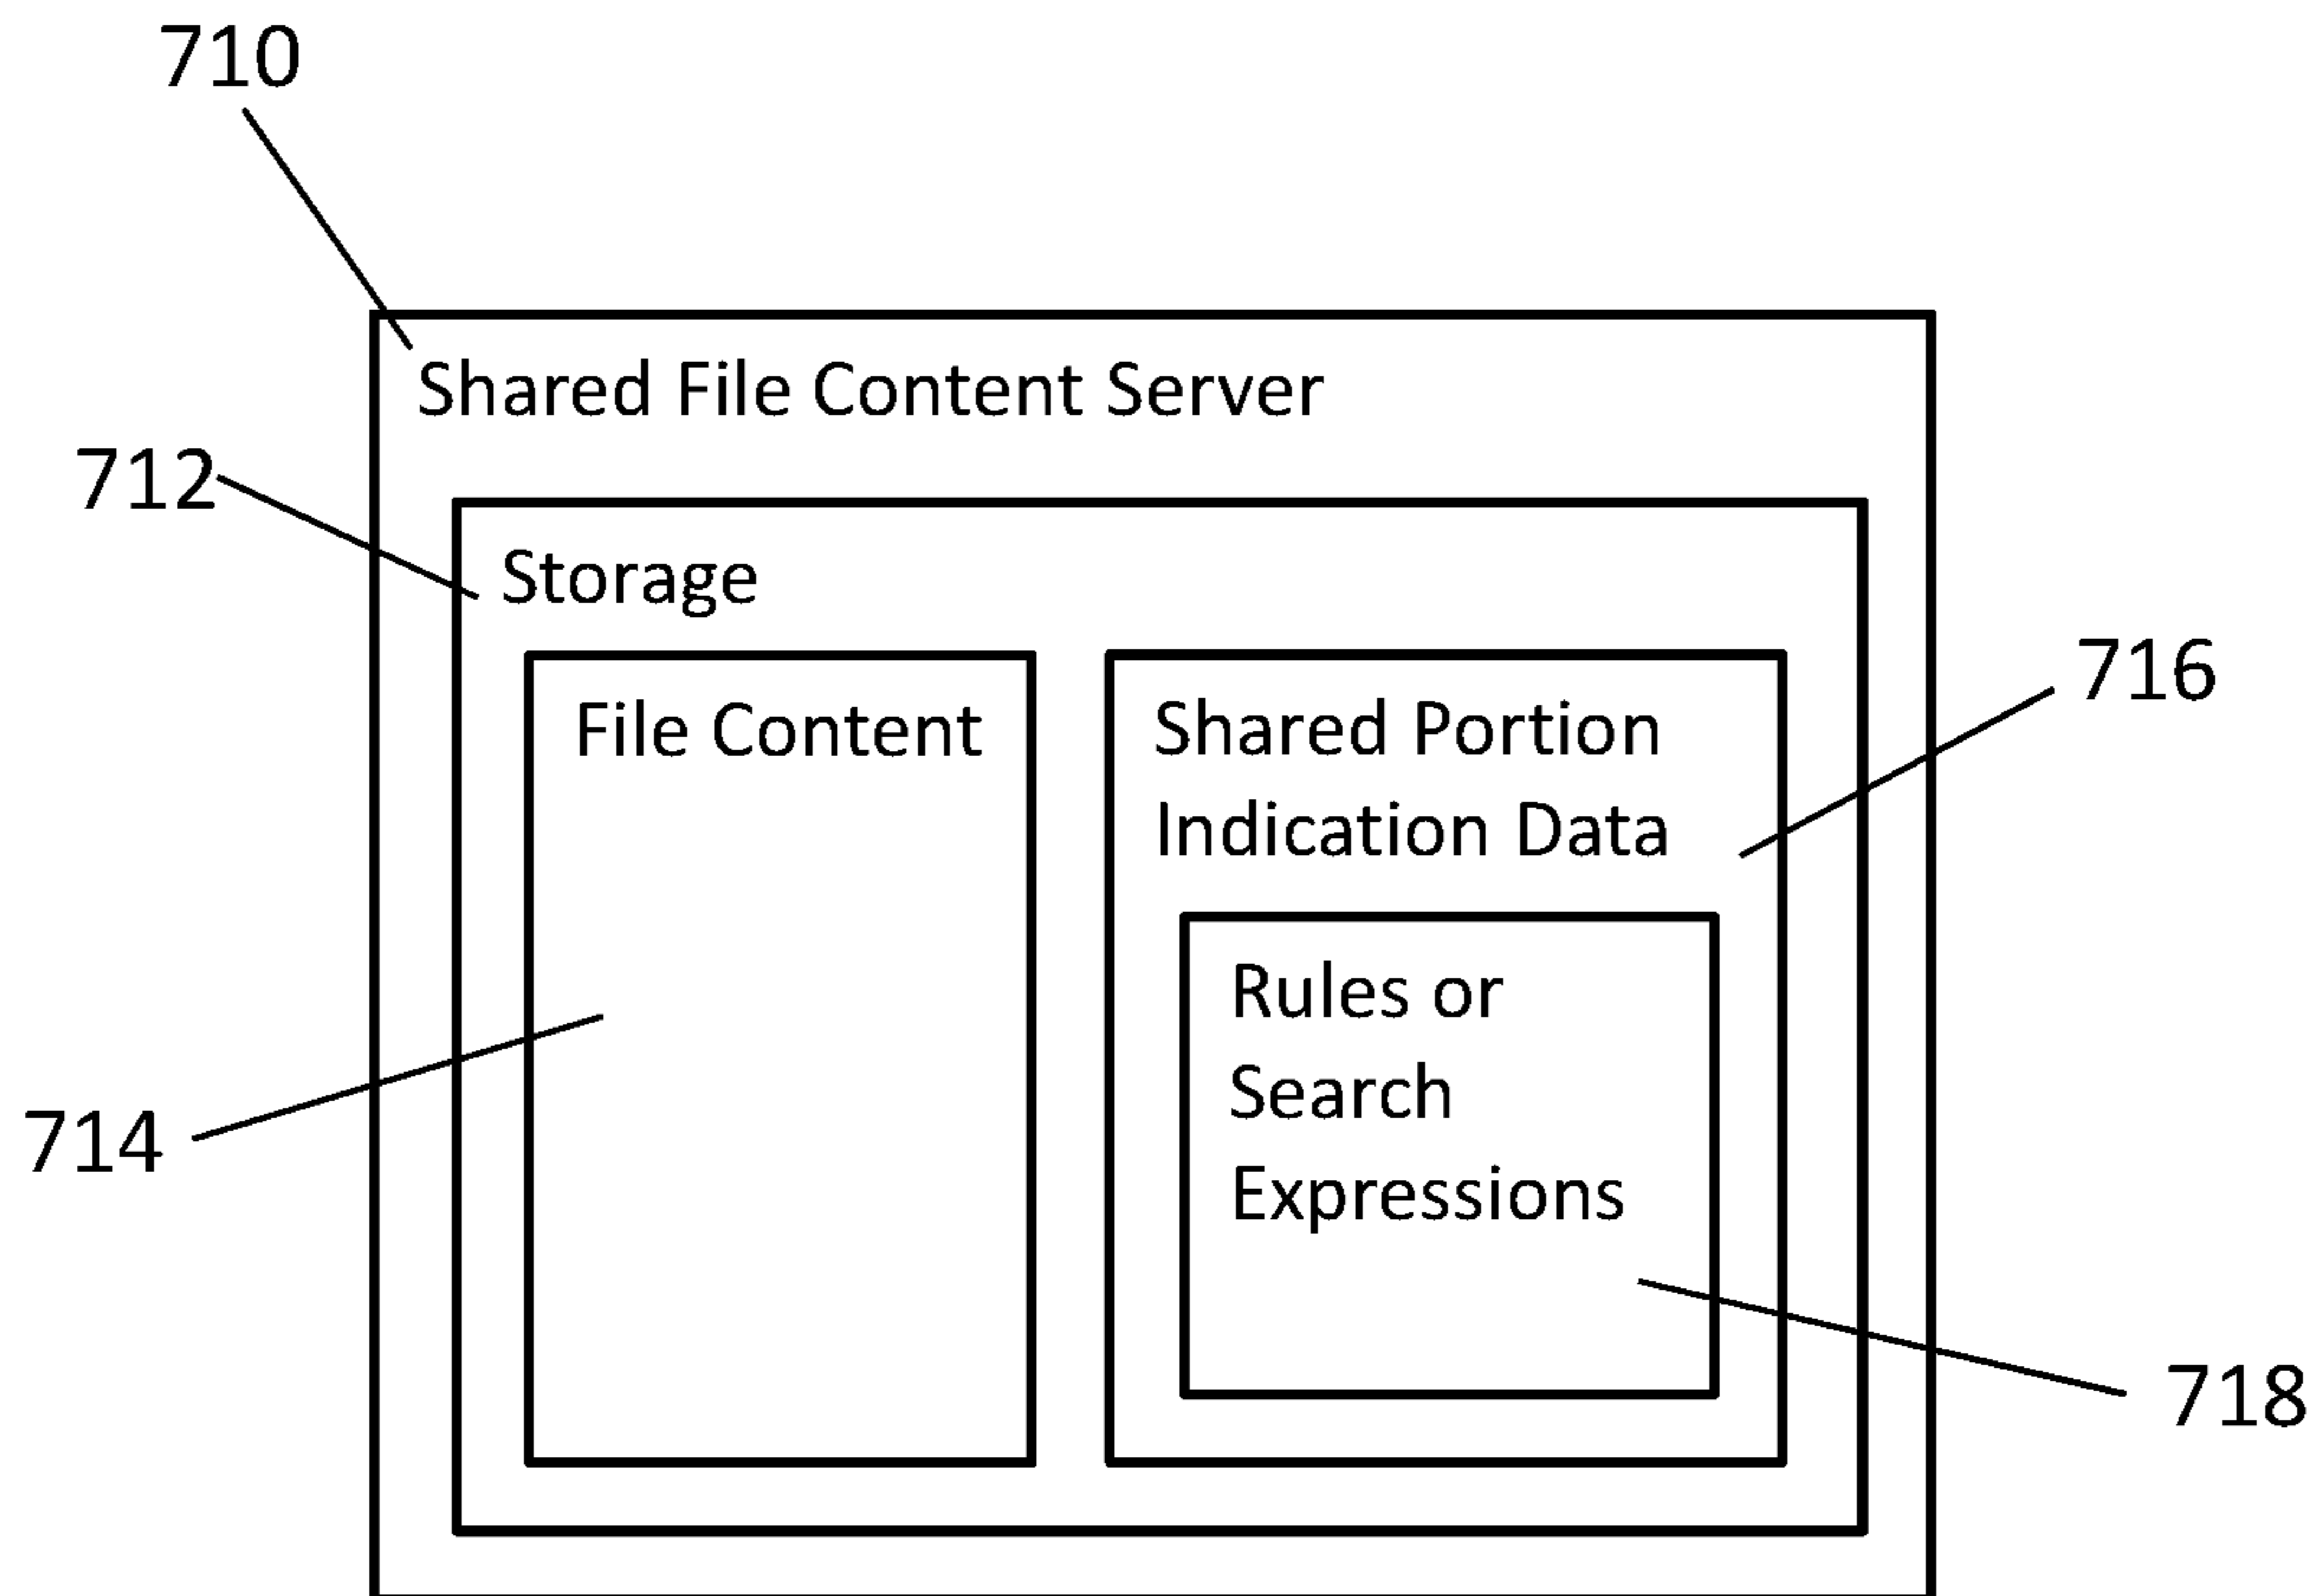 710
Shared File Content Server
712
Storage
716
File Content
Shared Portion
Indication Data
Rules or
Search
Expressions
714
718